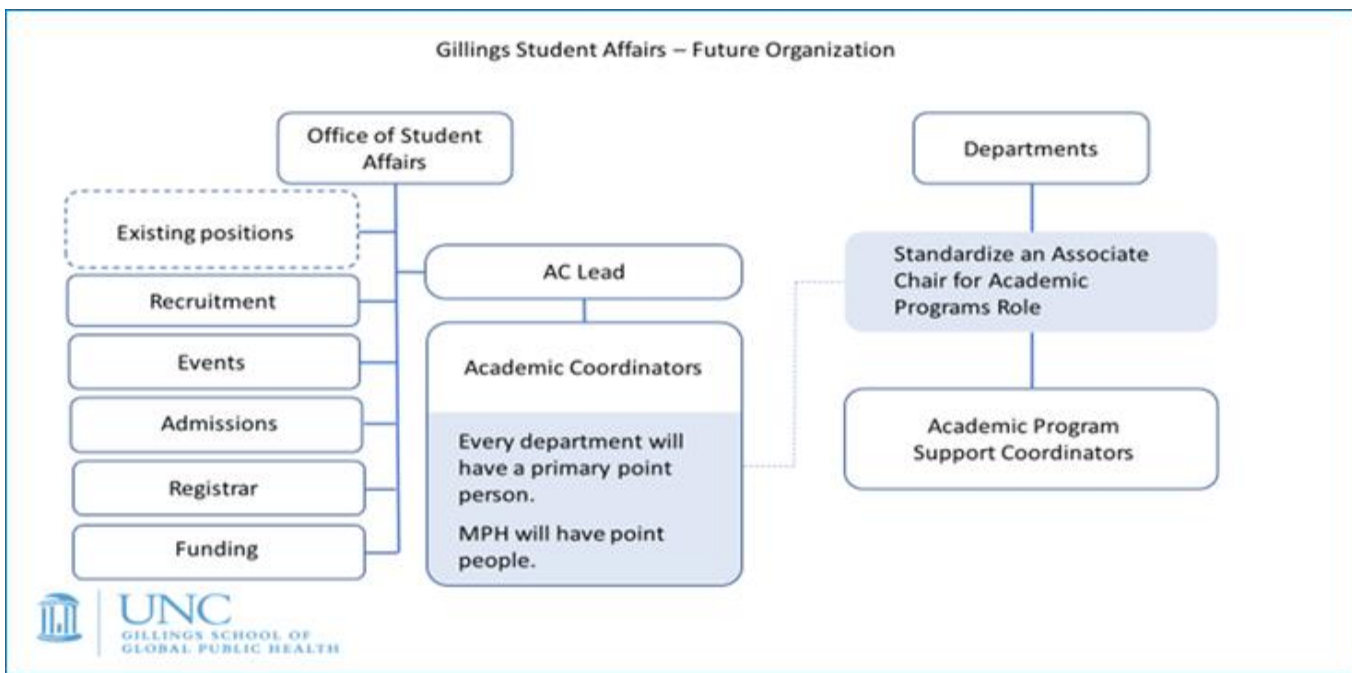 Gillings Student Affairs – Future Organization
Office of Student
Affairs
Departments
Existing positions
Recruitment
Events
Admissions
Registrar
Funding
AC Lead
Academic Coordinators
Every department will
have a primary point
person.
MPH will have point
people.
Standardize an Associate
Chair for Academic
Programs Role
Academic Program
Support Coordinators
UNC
GILLINGS SCHOOL OF
GLOBAL PUBLIC HEALTH